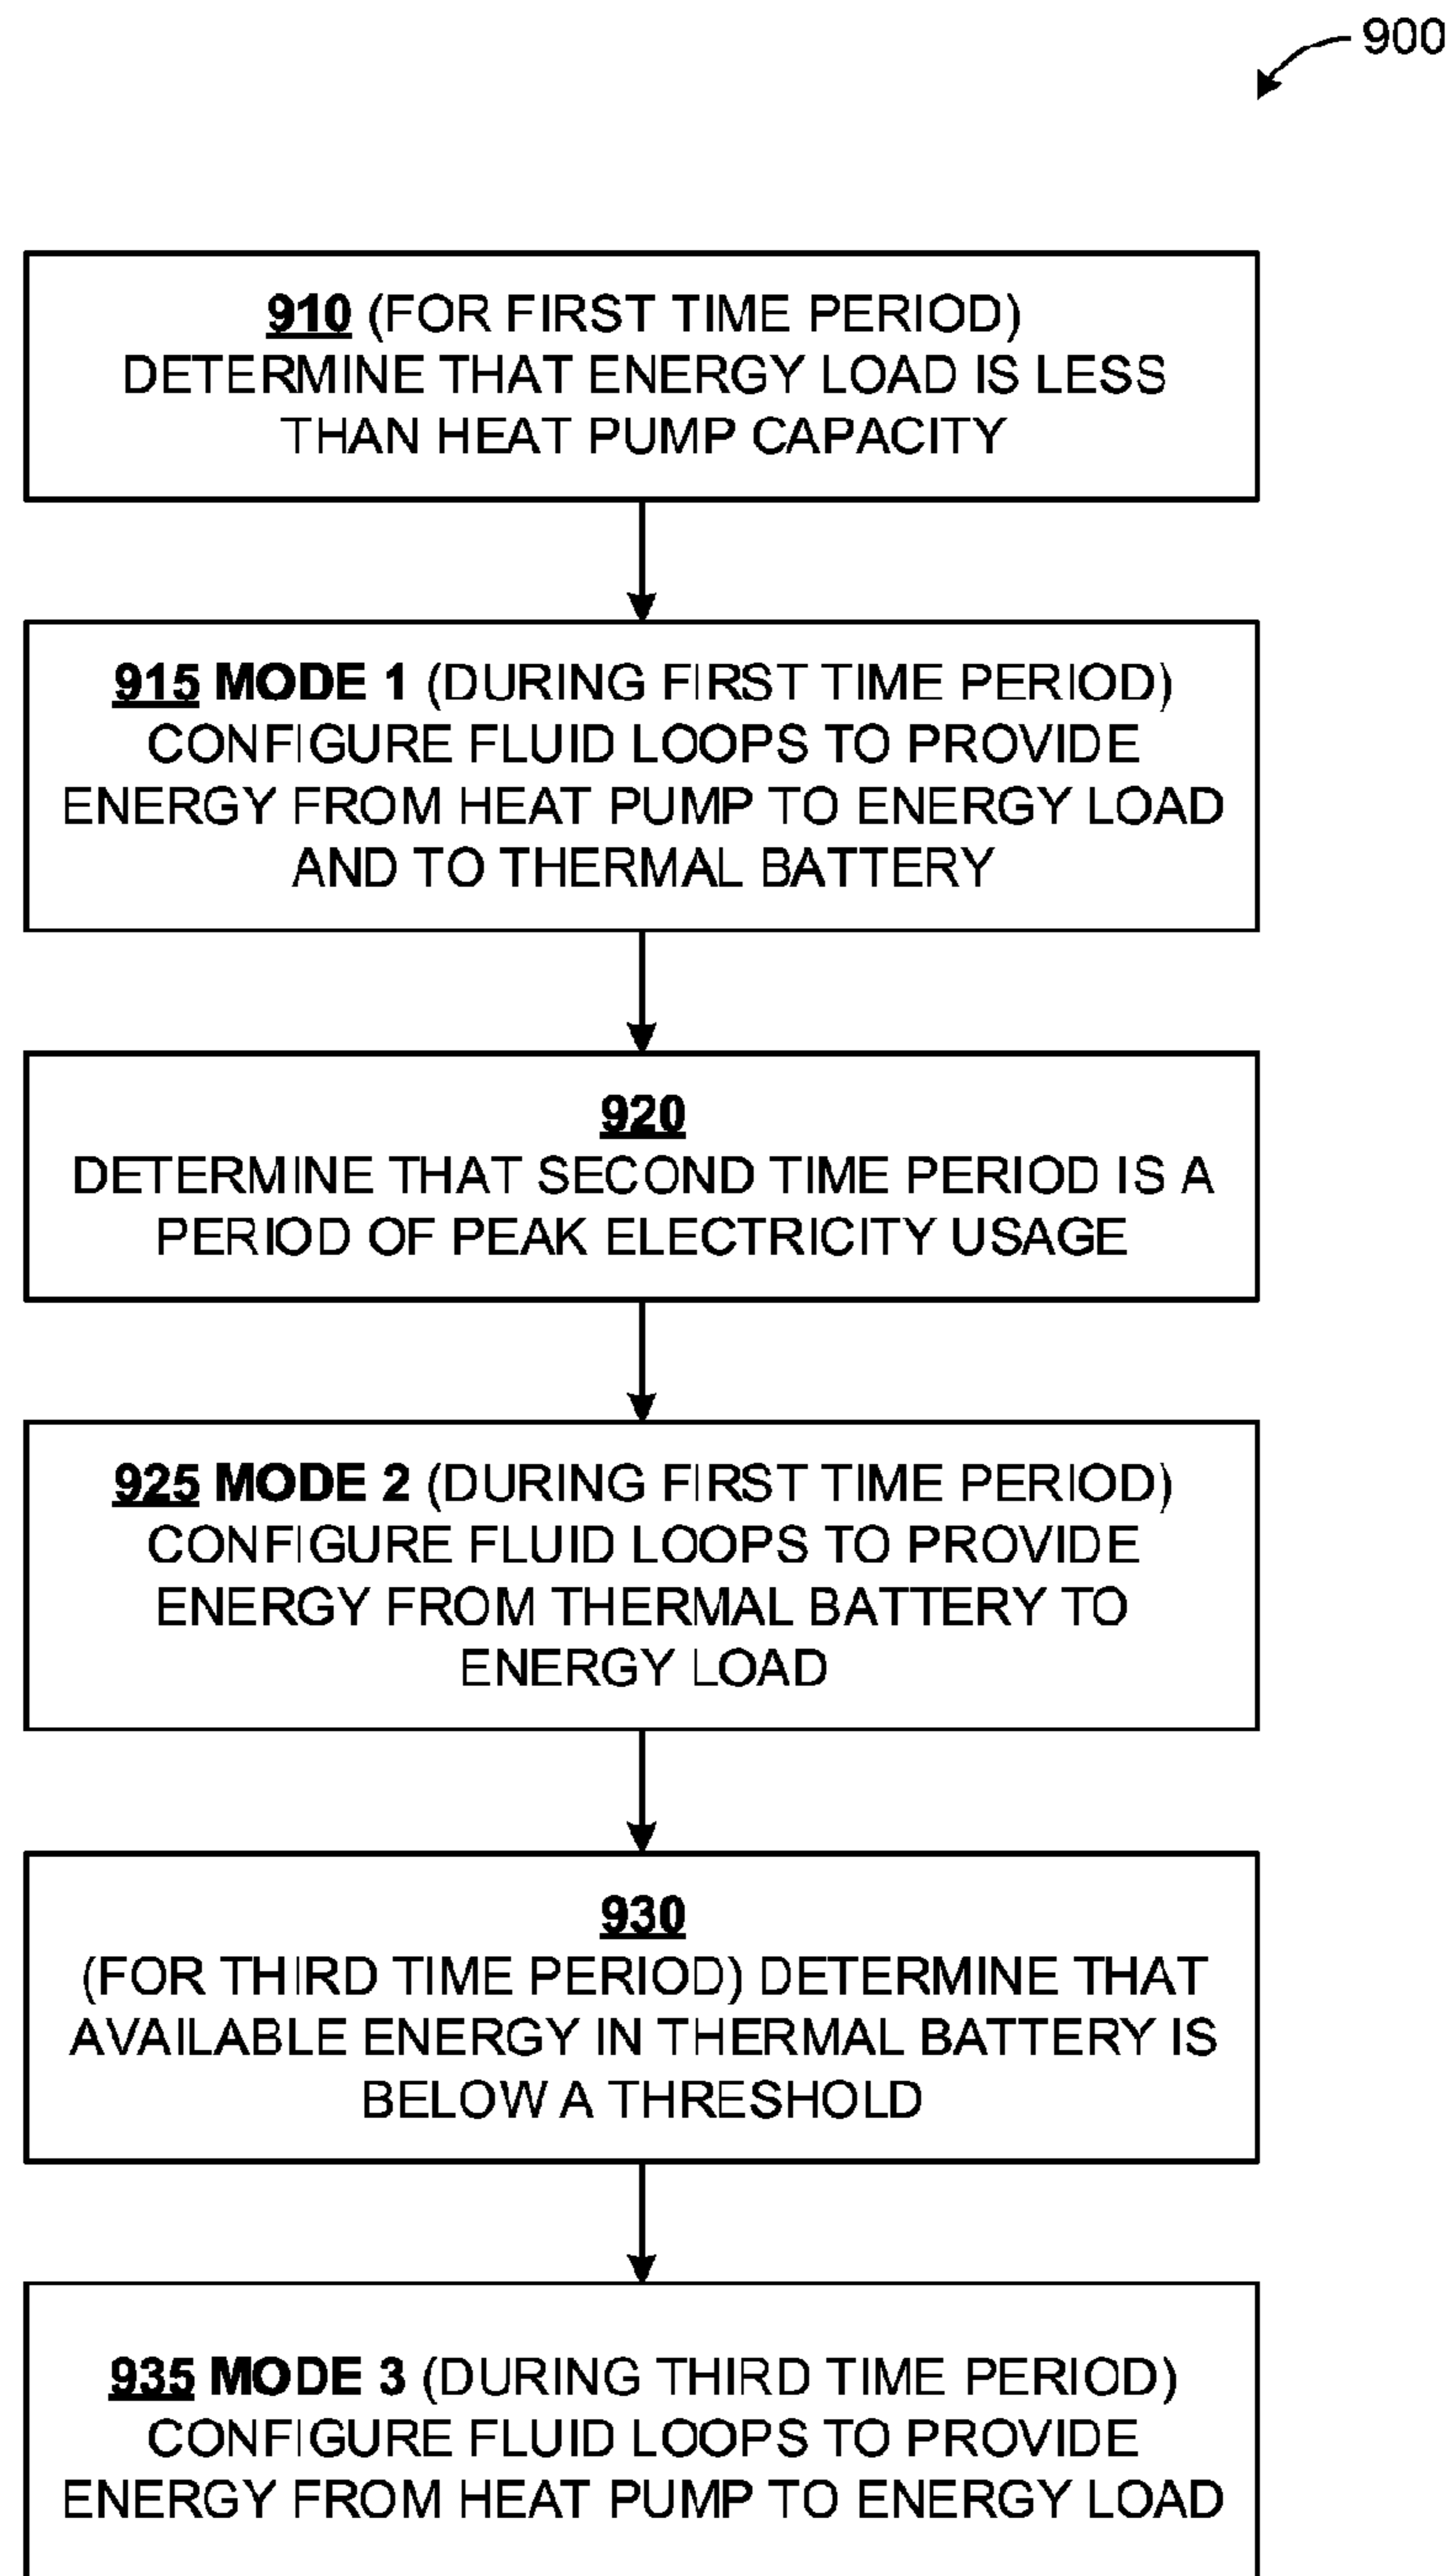 900
910 (FOR FIRST TIME PERIOD)
DETERMINE THAT ENERGY LOAD IS LESS
THAN HEAT PUMP CAPACITY
915 MODE 1 (DURING FIRST TIME PERIOD)
CONFIGURE FLUID LOOPS TO PROVIDE
ENERGY FROM HEAT PUMP TO ENERGY LOAD
AND TO THERMAL BATTERY
920
DETERMINE THAT SECOND TIME PERIOD IS A
PERIOD OF PEAK ELECTRICITY USAGE
925 MODE 2 (DURING FIRST TIME PERIOD)
CONFIGURE FLUID LOOPS TO PROVIDE
ENERGY FROM THERMAL BATTERY TO
ENERGY LOAD
930
(FOR THIRD TIME PERIOD) DETERMINE THAT
AVAILABLE ENERGY IN THERMAL BATTERY IS
BELOW A THRESHOLD
935 MODE 3 (DURING THIRD TIME PERIOD)
CONFIGURE FLUID LOOPS TO PROVIDE
ENERGY FROM HEAT PUMP TO ENERGY LOAD